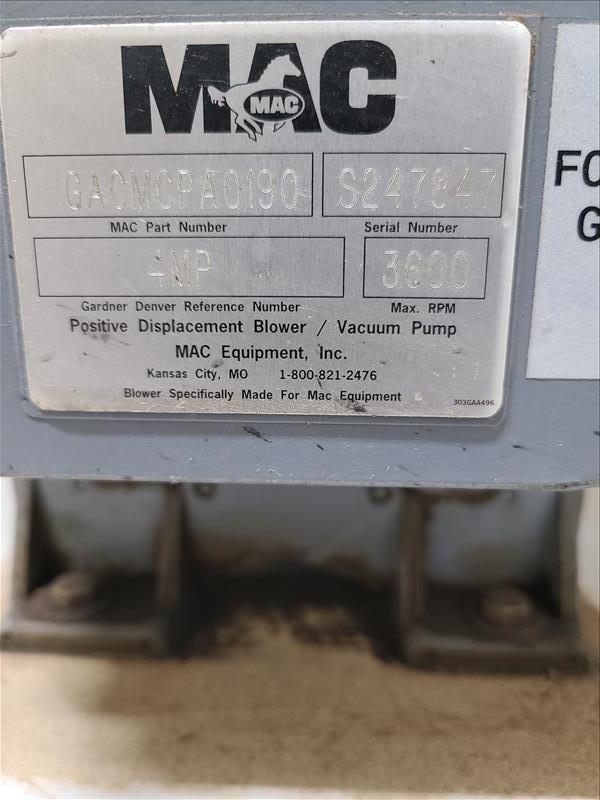 MAC
MAC
GACMCPA0190 S247847
MAC Part Number Serial Number
4MP 3600
Gardner Denver Reference Number Max. RPM
Positive Displacement Blower / Vacuum Pump
MAC Equipment, Inc.
Kansas City, MO 1-800-821-2476
Blower Specifically Made For Mac Equipment
303GAA496
FO
G